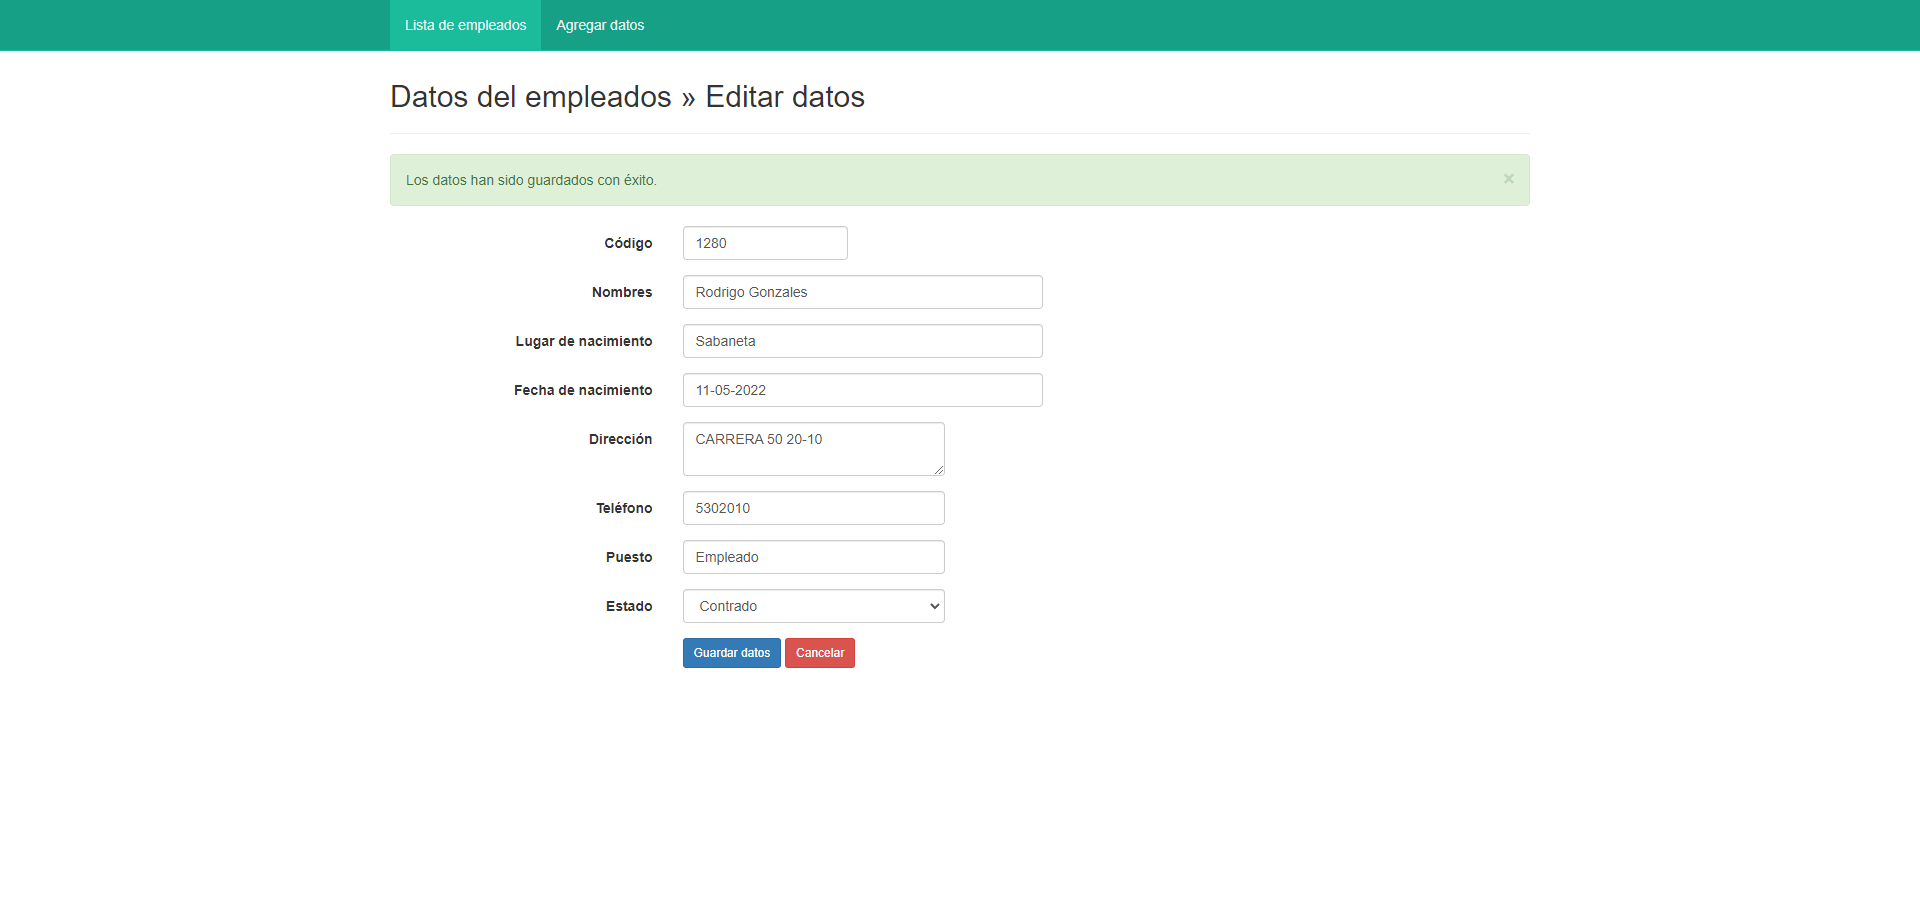 Lista de empleados Agregar datos
Datos del empleados » Editar datos
Los datos han sido guardados con éxito. ×
Código 1280
Nombres Rodrigo Gonzales
Lugar de nacimiento Sabaneta
Fecha de nacimiento 11-05-2022
Dirección CARRERA 50 20-10
Teléfono 5302010
Puesto Empleado
Estado Contrado
Guardar datos Cancelar